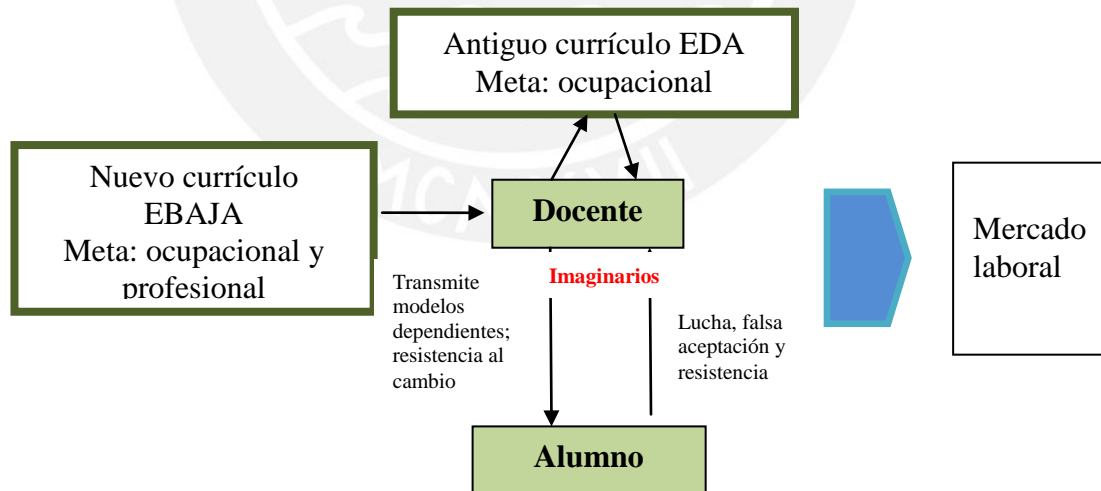 Antiguo currículo EDA
Meta: ocupacional
Nuevo currículo
EBAJA
Meta: ocupacional y
profesional
Docente
Imaginarios
Transmite
modelos
dependientes;
resistencia al
cambio
Lucha, falsa
aceptación y
resistencia
Alumno
Mercado
laboral